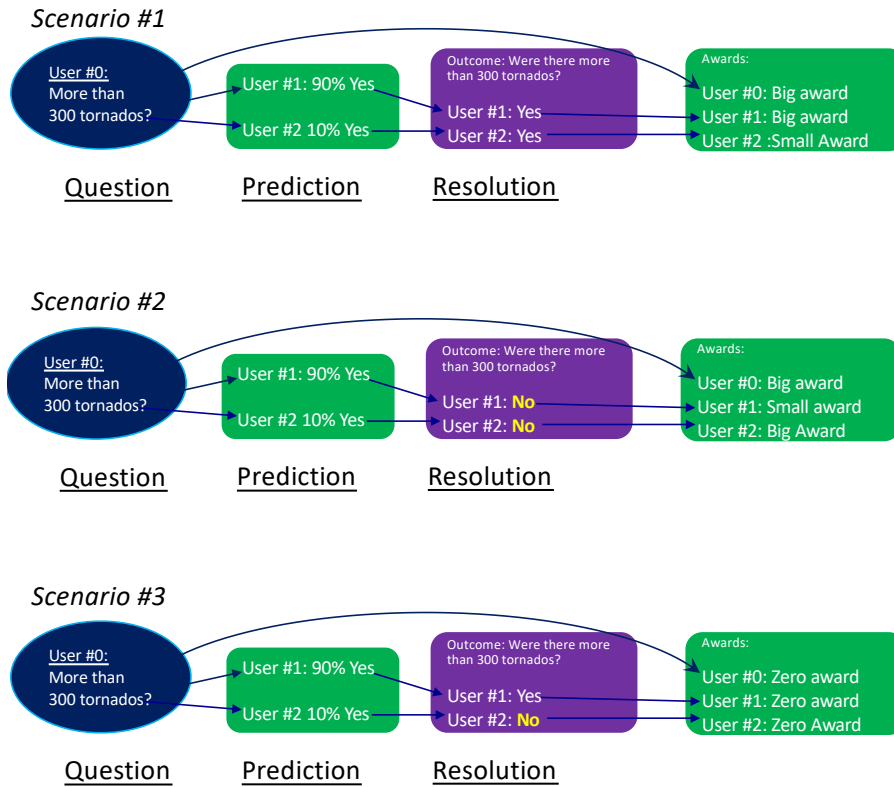 Scenario #1
User #0:
More than
300 tornados?
User #1: 90% Yes
User #2 10% Yes
Outcome: Were there more
than 300 tornados?
User #1: Yes
User #2: Yes
Awards:
User #0: Big award
User #1: Big award
User #2 :Small Award
Question
Prediction
Resolution
Scenario #2
User #0:
More than
300 tornados?
User #1: 90% Yes
User #2 10% Yes
Outcome: Were there more
than 300 tornados?
User #1: No
User #2: No
Awards:
User #0: Big award
User #1: Small award
User #2: Big Award
Question
Prediction
Resolution
Scenario #3
User #0:
More than
300 tornados?
User #1: 90% Yes
User #2 10% Yes
Outcome: Were there more
than 300 tornados?
User #1: Yes
User #2: No
Awards:
User #0: Zero award
User #1: Zero award
User #2: Zero Award
Question
Prediction
Resolution